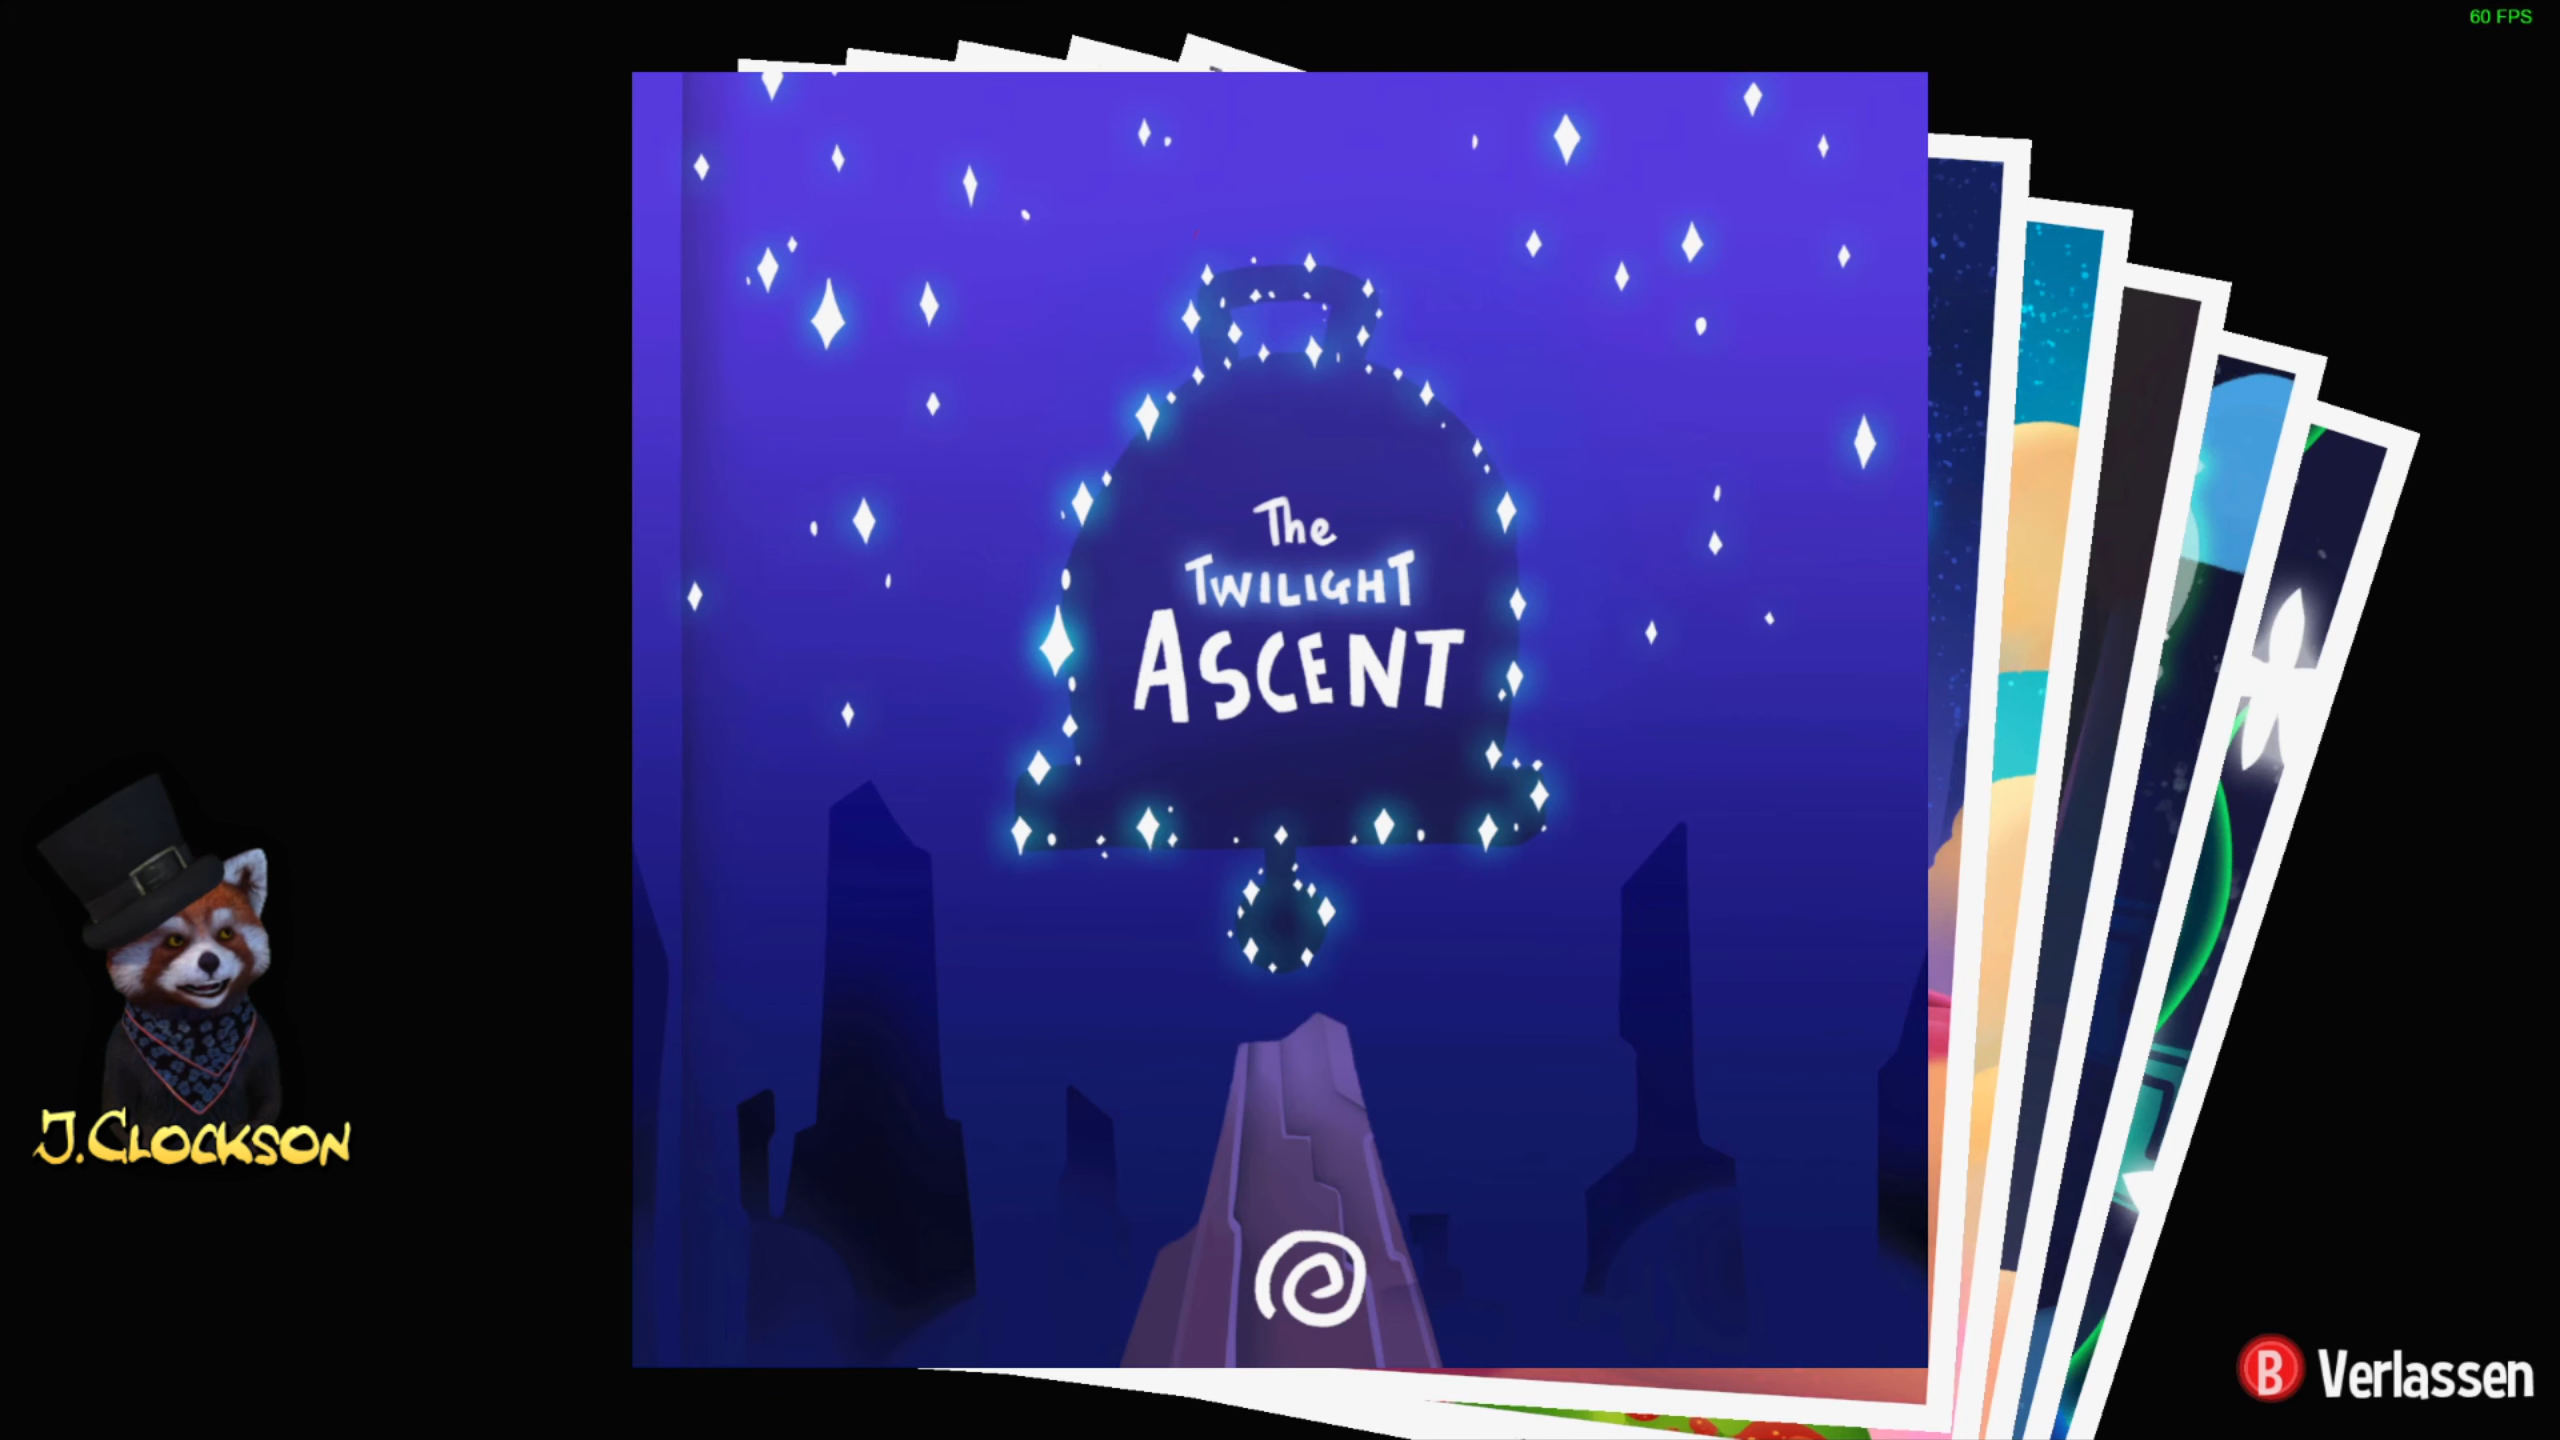 60 FPS
The
TWILIGHT
ASCENT
J. CLOCKSON
B Verlassen